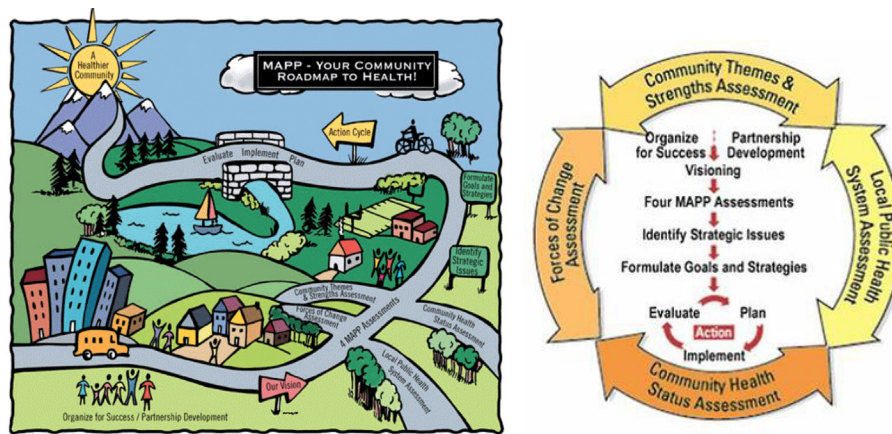 A
Healthier
Community
MAPP - YOUR COMMUNITY
ROADMAP TO HEALTH!
Action Cycle
Evaluate Implement Plan
Formulate
Goals and
Strategies
Identify
Strategic
Issues
Community Themes
& Strengths Assessment
Forces of Change
Assessment
4 MAPP Assessments
Community Health
Status Assessment
Local Public Health
System Assessment
Our Vision
Organize for Success / Partnership Development
Community Themes &
Strengths Assessment
Organize
for Success
Partnership
Development
Visioning
Four MAPP Assessments
Identify Strategic Issues
Formulate Goals and Strategies
Evaluate
Plan
Action
Implement
Forces of Change
Assessment
Local Public Health
System Assessment
Community Health
Status Assessment